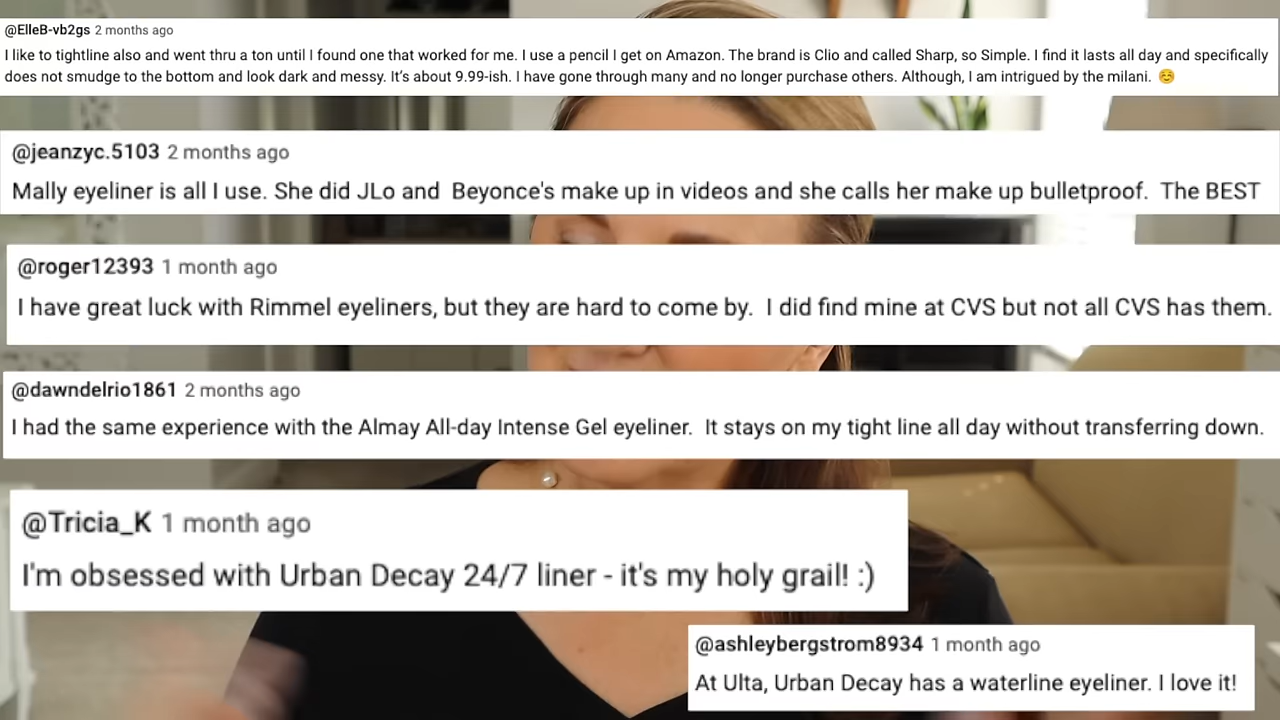 @ElleB-vb2gs 2 months ago
I like to tightline also and went thru a ton until I found one that worked for me. I use a pencil I get on Amazon. The brand is Clio and called Sharp, so Simple. I find it lasts all day and specifically
does not smudge to the bottom and look dark and messy. It's about 9.99-ish. I have gone through many and no longer purchase others. Although, I am intrigued by the milani. ☺️
@jeanzyc.5103 2 months ago
Mally eyeliner is all I use. She did JLo and Beyonce's make up in videos and she calls her make up bulletproof. The BEST
@roger12393 1 month ago
I have great luck with Rimmel eyeliners, but they are hard to come by. I did find mine at CVS but not all CVS has them.
@dawndelrio1861 2 months ago
I had the same experience with the Almay All-day Intense Gel eyeliner. It stays on my tight line all day without transferring down.
@Tricia_K 1 month ago
I'm obsessed with Urban Decay 24/7 liner - it's my holy grail! :)
@ashleybergstrom8934 1 month ago
At Ulta, Urban Decay has a waterline eyeliner. I love it!